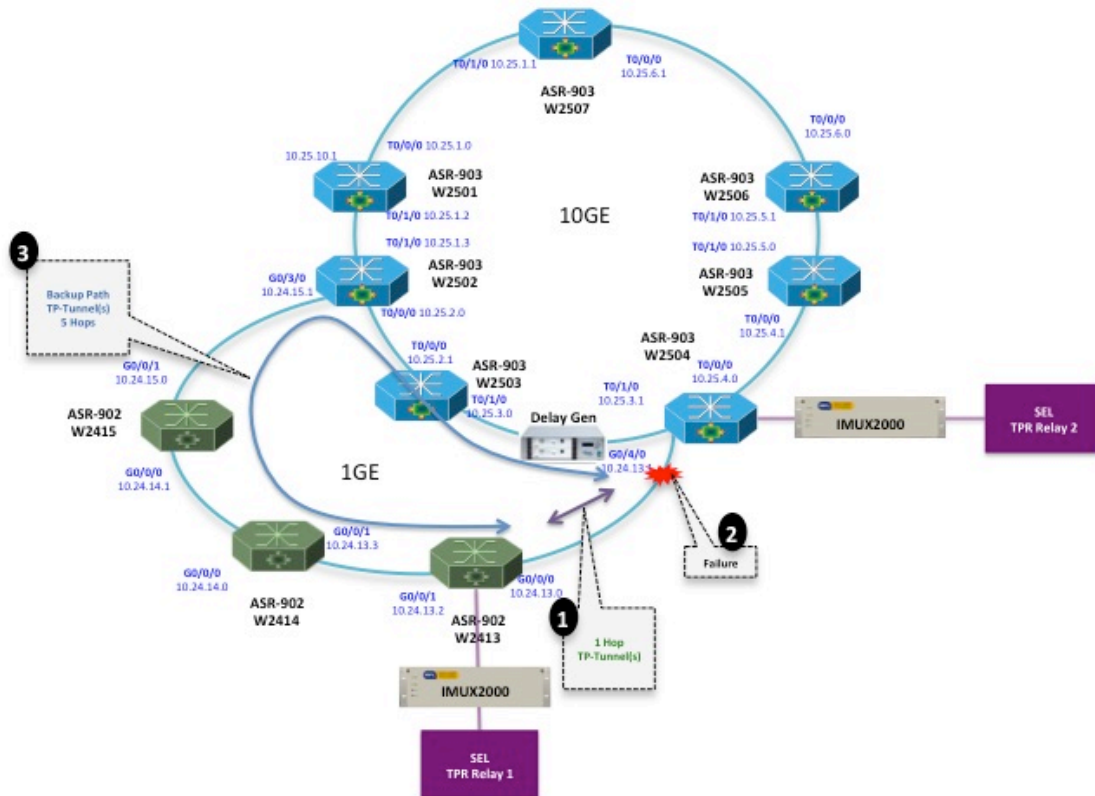 T0/1/0 10.25.1.1
T0/0/0
10.25.6.1
ASR-903
W2507
T0/0/0
10.25.6.0
10.25.10.1
T0/0/0 10.25.1.0
ASR-903
W2501
T0/1/0 10.25.1.2
10GE
ASR-903
W2506
T0/1/0 10.25.5.1
3
Backup Path
TP-Tunnel(s)
5 Hops
T0/1/0 10.25.1.3
ASR-903
W2502
G0/3/0
10.24.15.1
T0/0/0 10.25.2.0
T0/1/0 10.25.5.0
ASR-903
W2505
T0/0/0
10.25.4.1
G0/0/1
10.24.15.0
T0/0/0
10.25.2.1
ASR-903
W2503
T0/1/0
10.25.3.0
ASR-903
W2504
T0/0/0
10.25.4.0
T0/1/0
10.25.3.1
ASR-902
W2415
Delay Gen
IMUX2000
SEL
TPR Relay 2
G0/4/0
10.24.13.1
G0/0/0
10.24.14.1
1GE
2
Failure
G0/0/1
10.24.13.3
G0/0/0
10.24.14.0
ASR-902
W2414
G0/0/1
10.24.13.2
G0/0/0
10.24.13.0
ASR-902
W2413
1
1 Hop
TP-Tunnel(s)
IMUX2000
SEL
TPR Relay 1